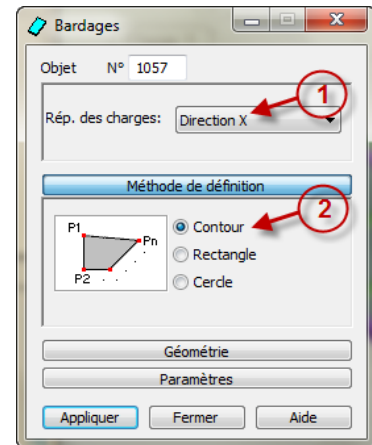 Bardages
Objet N° 1057
1
Rép. des charges: Direction X
Méthode de définition
2
P1
Pn
P2
Contour
Rectangle
Cercle
Géométrie
Paramètres
Appliquer Fermer Aide